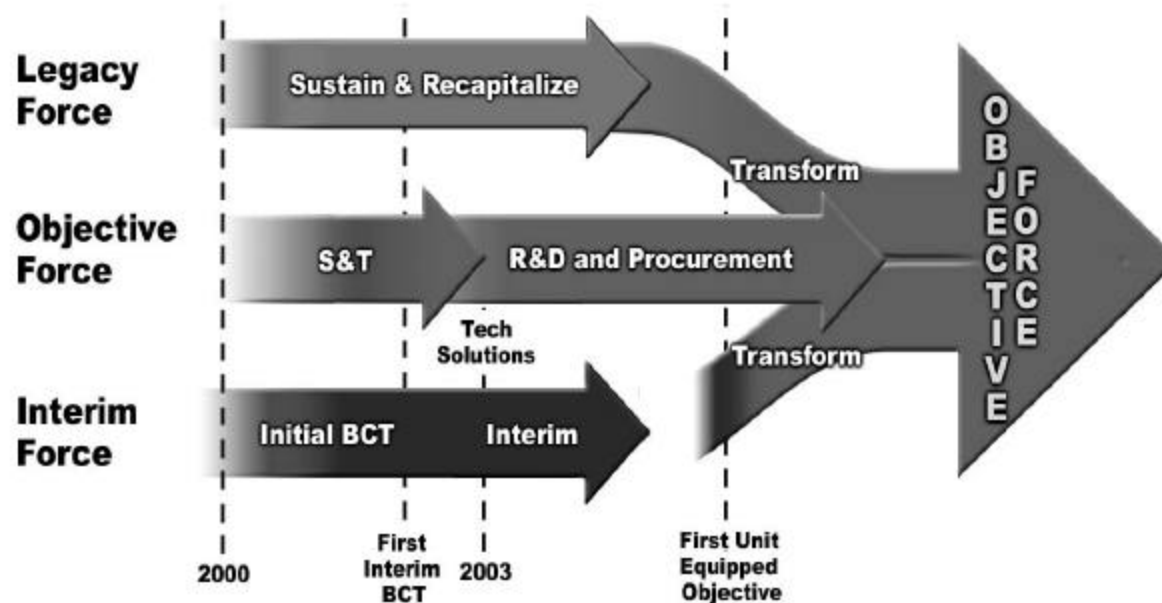 Legacy
Force
Sustain & Recapitalize
Transform
Objective
Force
S&T
R&D and Procurement
Tech
Solutions
Transform
Interim
Force
Initial BCT
Interim
OBJECTIVE
FORCE
2000
First
Interim
BCT
2003
First Unit
Equipped
Objective